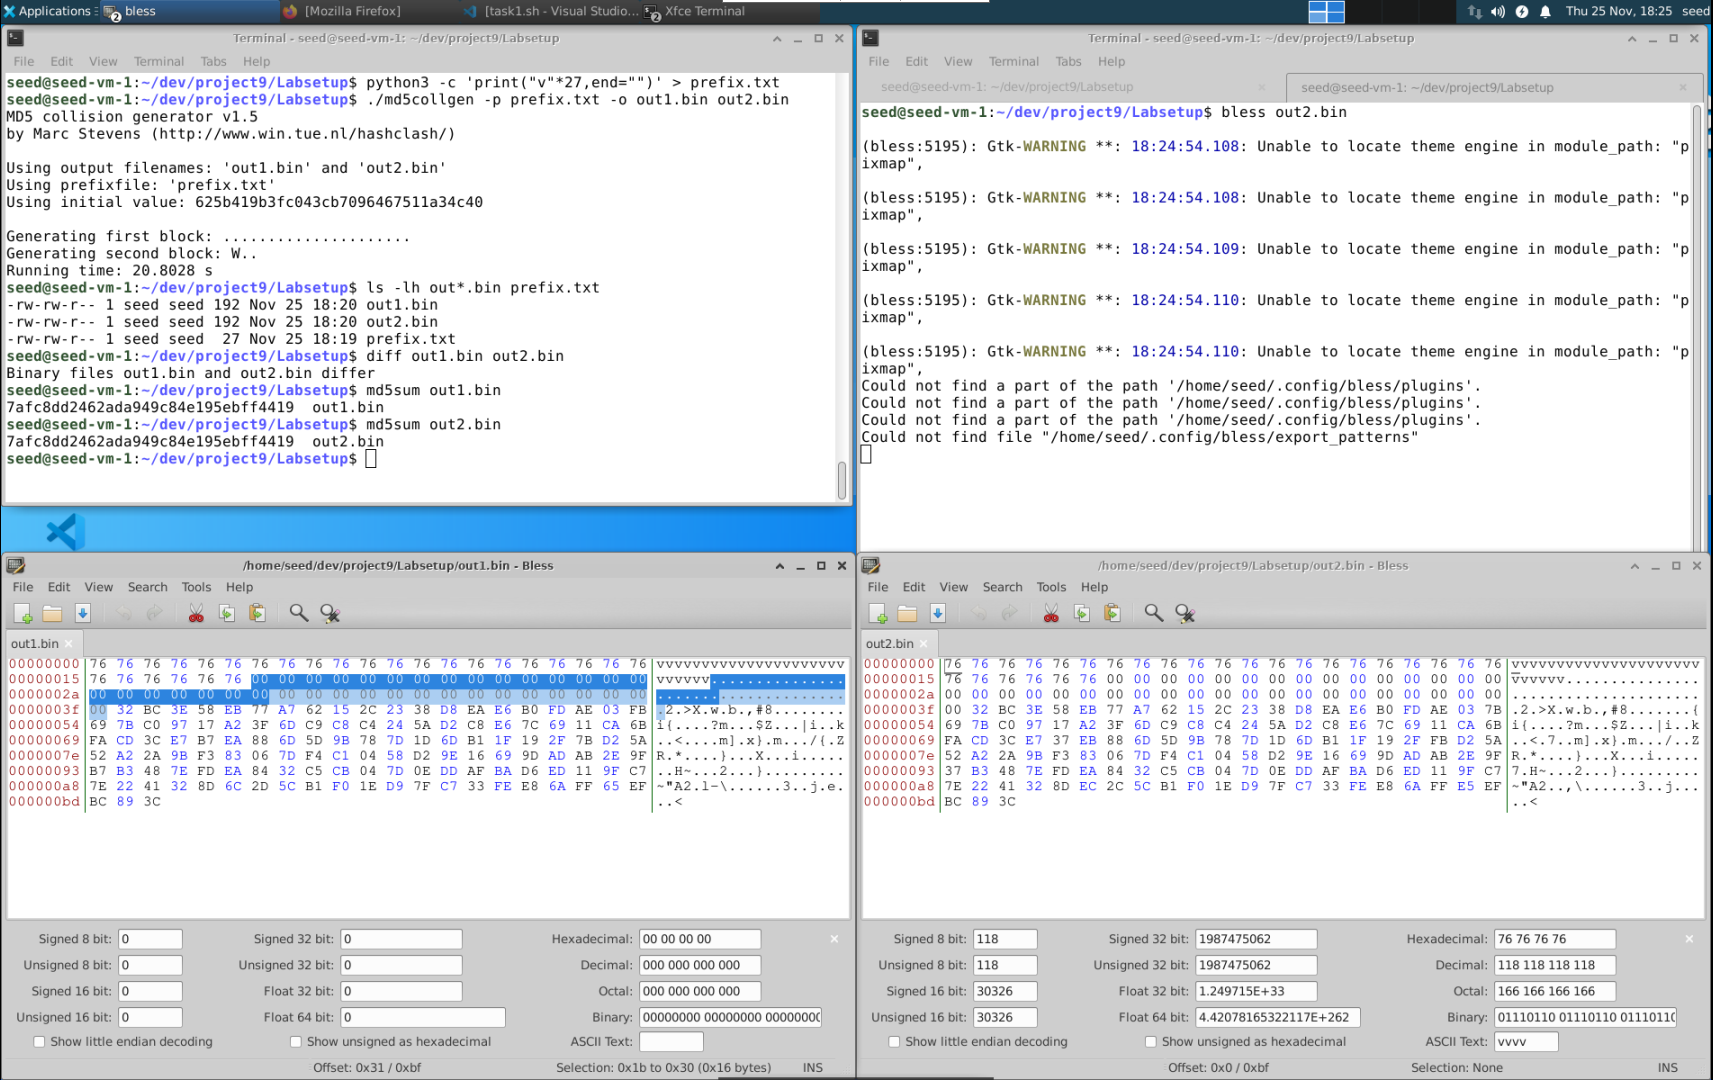 Applications
2 bless
[Mozilla Firefox]
[task1.sh - Visual Studio...
2 Xfce Terminal
Thu 25 Nov, 18:25 seed
Terminal - seed@seed-vm-1: ~/dev/project9/Labsetup
File Edit View Terminal Tabs Help
seed@seed-vm-1:~/dev/project9/Labsetup$ python3 -c 'print("v"*27,end="")' > prefix.txt
seed@seed-vm-1:~/dev/project9/Labsetup$ ./md5collgen -p prefix.txt -o out1.bin out2.bin
MD5 collision generator v1.5
by Marc Stevens (http://www.win.tue.nl/hashclash/)
Using output filenames: 'out1.bin' and 'out2.bin'
Using prefixfile: 'prefix.txt'
Using initial value: 625b419b3fc043cb7096467511a34c40
Generating first block: .....................
Generating second block: W..
Running time: 20.8028 s
seed@seed-vm-1:~/dev/project9/Labsetup$ ls -lh out*.bin prefix.txt
-rw-rw-r-- 1 seed seed 192 Nov 25 18:20 out1.bin
-rw-rw-r-- 1 seed seed 192 Nov 25 18:20 out2.bin
-rw-rw-r-- 1 seed seed  27 Nov 25 18:19 prefix.txt
seed@seed-vm-1:~/dev/project9/Labsetup$ diff out1.bin out2.bin
Binary files out1.bin and out2.bin differ
seed@seed-vm-1:~/dev/project9/Labsetup$ md5sum out1.bin
7afc8dd2462ada949c84e195ebff4419  out1.bin
seed@seed-vm-1:~/dev/project9/Labsetup$ md5sum out2.bin
7afc8dd2462ada949c84e195ebff4419  out2.bin
seed@seed-vm-1:~/dev/project9/Labsetup$
Terminal - seed@seed-vm-1: ~/dev/project9/Labsetup
File Edit View Terminal Tabs Help
seed@seed-vm-1: ~/dev/project9/Labsetup
seed@seed-vm-1: ~/dev/project9/Labsetup
seed@seed-vm-1:~/dev/project9/Labsetup$ bless out2.bin
(bless:5195): Gtk-WARNING **: 18:24:54.108: Unable to locate theme engine in module_path: "p
ixmap",
(bless:5195): Gtk-WARNING **: 18:24:54.108: Unable to locate theme engine in module_path: "p
ixmap",
(bless:5195): Gtk-WARNING **: 18:24:54.109: Unable to locate theme engine in module_path: "p
ixmap",
(bless:5195): Gtk-WARNING **: 18:24:54.110: Unable to locate theme engine in module_path: "p
ixmap",
(bless:5195): Gtk-WARNING **: 18:24:54.110: Unable to locate theme engine in module_path: "p
ixmap",
Could not find a part of the path '/home/seed/.config/bless/plugins'.
Could not find a part of the path '/home/seed/.config/bless/plugins'.
Could not find a part of the path '/home/seed/.config/bless/plugins'.
Could not find file "/home/seed/.config/bless/export_patterns"
/home/seed/dev/project9/Labsetup/out1.bin - Bless
File Edit View Search Tools Help
out1.bin
00000000 76 76 76 76 76 76 76 76 76 76 76 76 76 76 76 76 76 76 76 76 76 vvvvvvvvvvvvvvvvvvvvv
00000015 76 76 76 76 76 76 00 00 00 00 00 00 00 00 00 00 00 00 00 00 00 vvvvvv...............
0000002a 00 00 00 00 00 00 00 00 00 00 00 00 00 00 00 00 00 00 00 00 00 .....................
0000003f 00 32 BC 3E 58 EB 77 A7 62 15 2C 23 38 D8 EA E6 B0 FD AE 03 FB .2.>X.w.b.,#8........
00000054 69 7B C0 97 17 A2 3F 6D C9 C8 C4 24 5A D2 C8 E6 7C 69 11 CA 6B i{....?m...$Z...|i..k
00000069 FA CD 3C E7 B7 EA 88 6D 5D 9B 78 7D 1D 6D B1 1F 19 2F 7B D2 5A ..<....m].x}.m.../{.Z
0000007e 52 A2 2A 9B F3 83 06 7D F4 C1 04 58 D2 9E 16 69 9D AD AB 2E 9F R.*....}...X...i.....
00000093 B7 B3 48 7E FD EA 84 32 C5 CB 04 7D 0E DD AF BA D6 ED 11 9F C7 ..H~...2...}.........
000000a8 7E 22 41 32 8D 6C 2D 5C B1 F0 1E D9 7F C7 33 FE E8 6A FF 65 EF ~"A2.l-\......3..j.e.
000000bd BC 89 3C ..<
Signed 8 bit: 0 Signed 32 bit: 0 Hexadecimal: 00 00 00 00
Unsigned 8 bit: 0 Unsigned 32 bit: 0 Decimal: 000 000 000 000
Signed 16 bit: 0 Float 32 bit: 0 Octal: 000 000 000 000
Unsigned 16 bit: 0 Float 64 bit: 0 Binary: 00000000 00000000 00000000
Show little endian decoding Show unsigned as hexadecimal ASCII Text:
Offset: 0x31 / 0xbf Selection: 0x1b to 0x30 (0x16 bytes) INS
/home/seed/dev/project9/Labsetup/out2.bin - Bless
File Edit View Search Tools Help
out2.bin
00000000 76 76 76 76 76 76 76 76 76 76 76 76 76 76 76 76 76 76 76 76 76 vvvvvvvvvvvvvvvvvvvvv
00000015 76 76 76 76 76 76 00 00 00 00 00 00 00 00 00 00 00 00 00 00 00 vvvvvv...............
0000002a 00 00 00 00 00 00 00 00 00 00 00 00 00 00 00 00 00 00 00 00 00 .....................
0000003f 00 32 BC 3E 58 EB 77 A7 62 15 2C 23 38 D8 EA E6 B0 FD AE 03 7B .2.>X.w.b.,#8.......{
00000054 69 7B C0 97 17 A2 3F 6D C9 C8 C4 24 5A D2 C8 E6 7C 69 11 CA 6B i{....?m...$Z...|i..k
00000069 FA CD 3C E7 37 EB 88 6D 5D 9B 78 7D 1D 6D B1 1F 19 2F FB D2 5A ..<.7..m].x}.m.../..Z
0000007e 52 A2 2A 9B F3 83 06 7D F4 C1 04 58 D2 9E 16 69 9D AD AB 2E 9F R.*....}...X...i.....
00000093 37 B3 48 7E FD EA 84 32 C5 CB 04 7D 0E DD AF BA D6 ED 11 9F C7 7.H~...2...}.........
000000a8 7E 22 41 32 8D EC 2C 5C B1 F0 1E D9 7F C7 33 FE E8 6A FF E5 EF ~"A2..,\......3..j...
000000bd BC 89 3C ..<
Signed 8 bit: 118 Signed 32 bit: 1987475062 Hexadecimal: 76 76 76 76
Unsigned 8 bit: 118 Unsigned 32 bit: 1987475062 Decimal: 118 118 118 118
Signed 16 bit: 30326 Float 32 bit: 1.249715E+33 Octal: 166 166 166 166
Unsigned 16 bit: 30326 Float 64 bit: 4.42078165322117E+262 Binary: 01110110 01110110 01110110
Show little endian decoding Show unsigned as hexadecimal ASCII Text: vvvv
Offset: 0x0 / 0xbf Selection: None INS